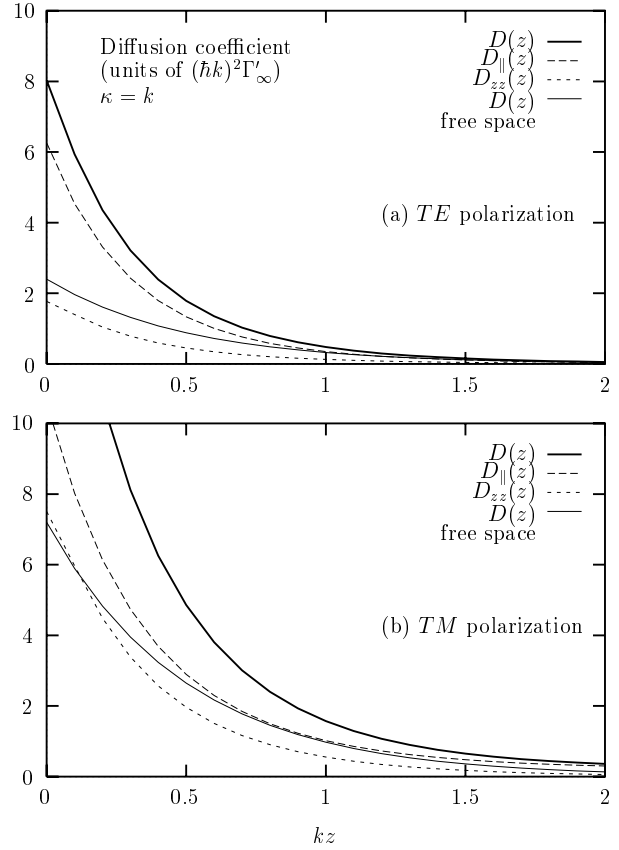 10
8
6
4
2
0
Diffusion coefficient
(units of (ħk)²Γ′∞)
κ = k
D(z)
D∥(z)
Dzz(z)
D(z)
free space
(a) TE polarization
0 0.5 1 1.5 2
10
8
6
4
2
0
D(z)
D∥(z)
Dzz(z)
D(z)
free space
(b) TM polarization
0 0.5 1 1.5 2
kz